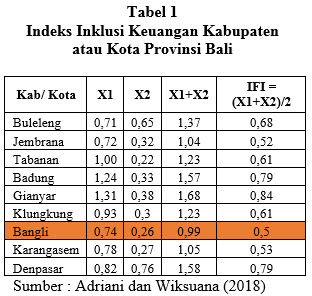 Tabel 1
Indeks Inklusi Keuangan Kabupaten
atau Kota Provinsi Bali
Kab/ Kota X1 X2 X1+X2 IFI = (X1+X2)/2
Buleleng 0,71 0,65 1,37 0,68
Jembrana 0,72 0,32 1,04 0,52
Tabanan 1,00 0,22 1,23 0,61
Badung 1,24 0,33 1,57 0,79
Gianyar 1,31 0,38 1,68 0,84
Klungkung 0,93 0,3 1,23 0,61
Bangli 0,74 0,26 0,99 0,5
Karangasem 0,78 0,27 1,05 0,53
Denpasar 0,82 0,76 1,58 0,79
Sumber : Adriani dan Wiksuana (2018)